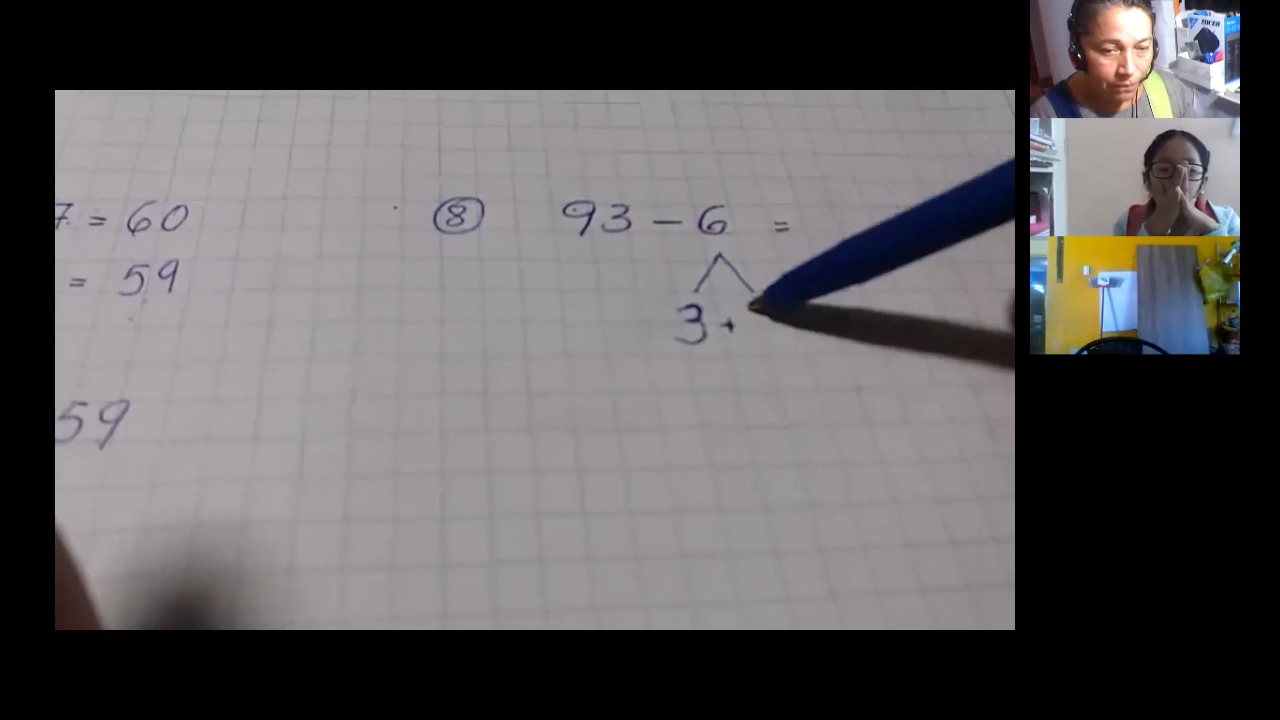 7 = 60
= 59
59
⑧ 93 - 6 =
3 +